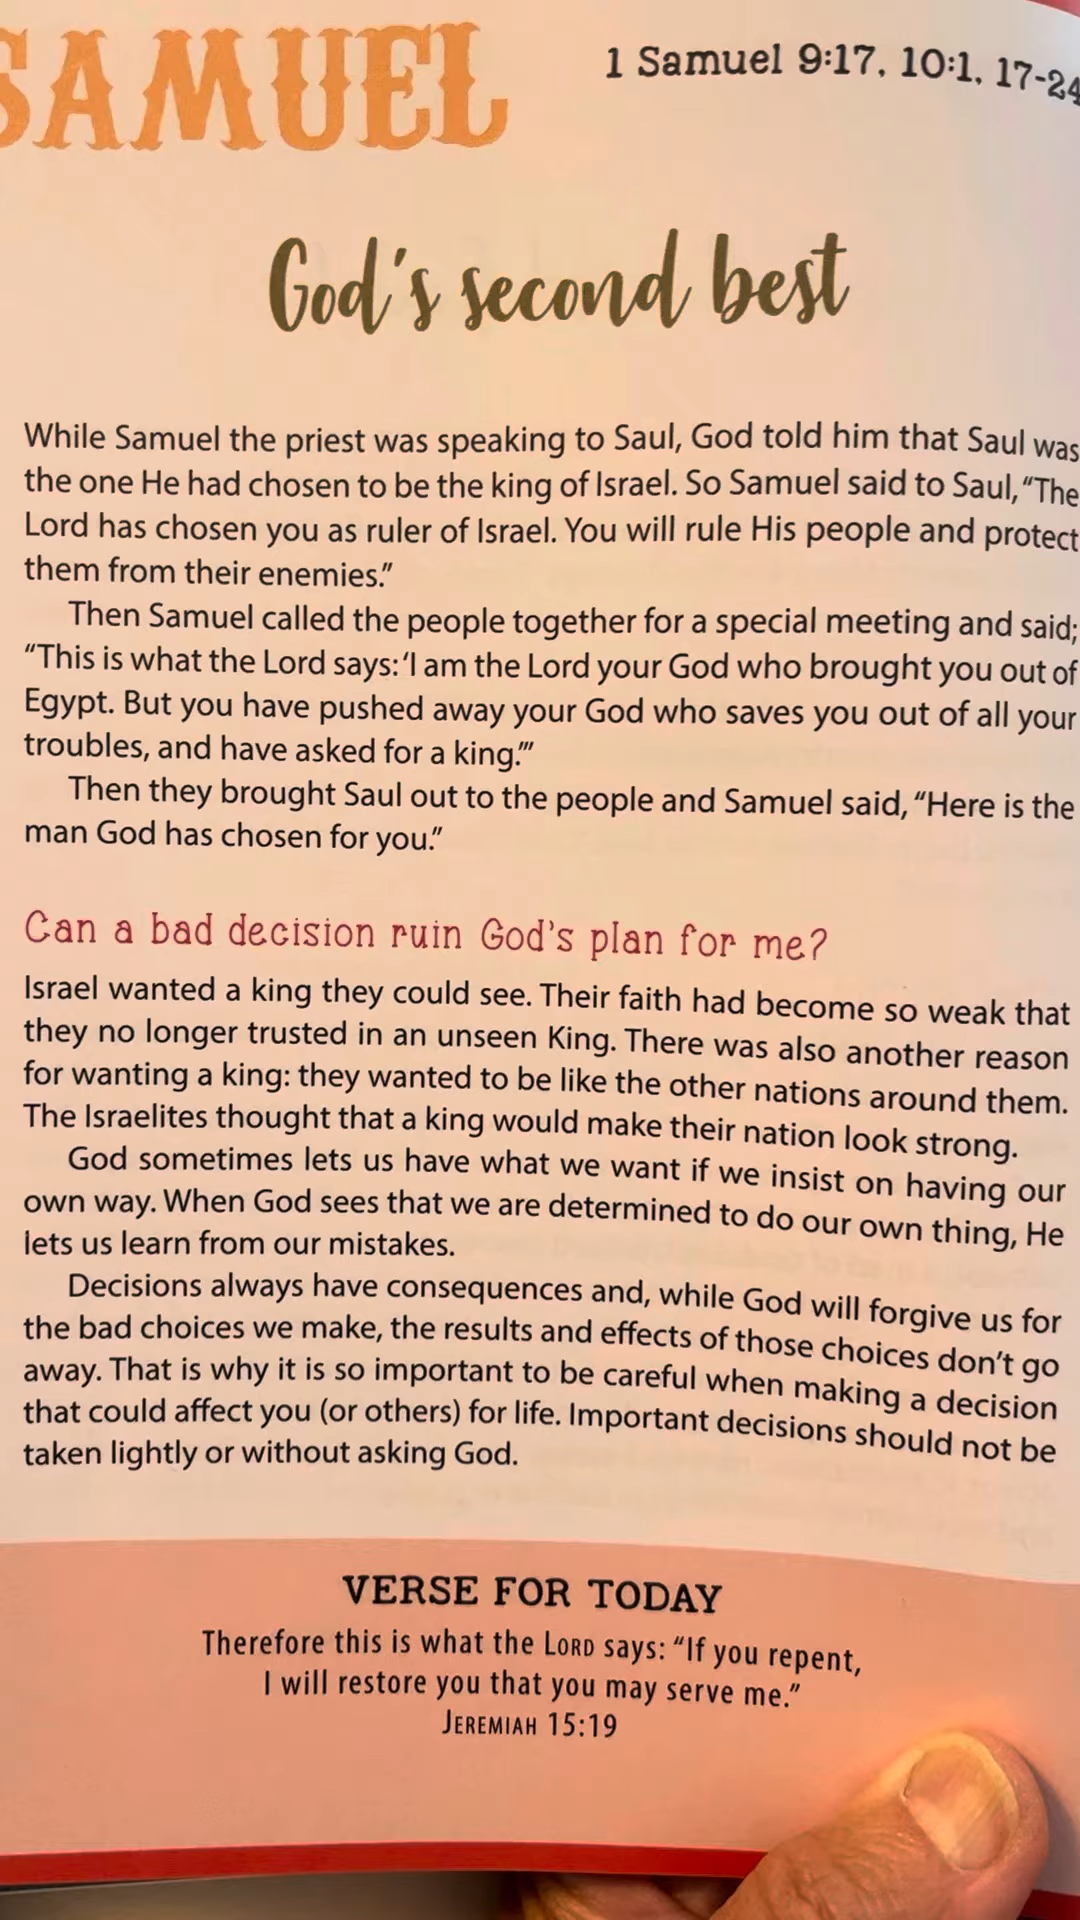 SAMUEL
1 Samuel 9:17, 10:1, 17-24
God's second best
While Samuel the priest was speaking to Saul, God told him that Saul was
the one He had chosen to be the king of Israel. So Samuel said to Saul, “The
Lord has chosen you as ruler of Israel. You will rule His people and protect
them from their enemies.”
Then Samuel called the people together for a special meeting and said;
“This is what the Lord says: ‘I am the Lord your God who brought you out of
Egypt. But you have pushed away your God who saves you out of all your
troubles, and have asked for a king.’”
Then they brought Saul out to the people and Samuel said, “Here is the
man God has chosen for you.”
Can a bad decision ruin God's plan for me?
Israel wanted a king they could see. Their faith had become so weak that
they no longer trusted in an unseen King. There was also another reason
for wanting a king: they wanted to be like the other nations around them.
The Israelites thought that a king would make their nation look strong.
God sometimes lets us have what we want if we insist on having our
own way. When God sees that we are determined to do our own thing, He
lets us learn from our mistakes.
Decisions always have consequences and, while God will forgive us for
the bad choices we make, the results and effects of those choices don't go
away. That is why it is so important to be careful when making a decision
that could affect you (or others) for life. Important decisions should not be
taken lightly or without asking God.
VERSE FOR TODAY
Therefore this is what the LORD says: “If you repent,
I will restore you that you may serve me.”
JEREMIAH 15:19